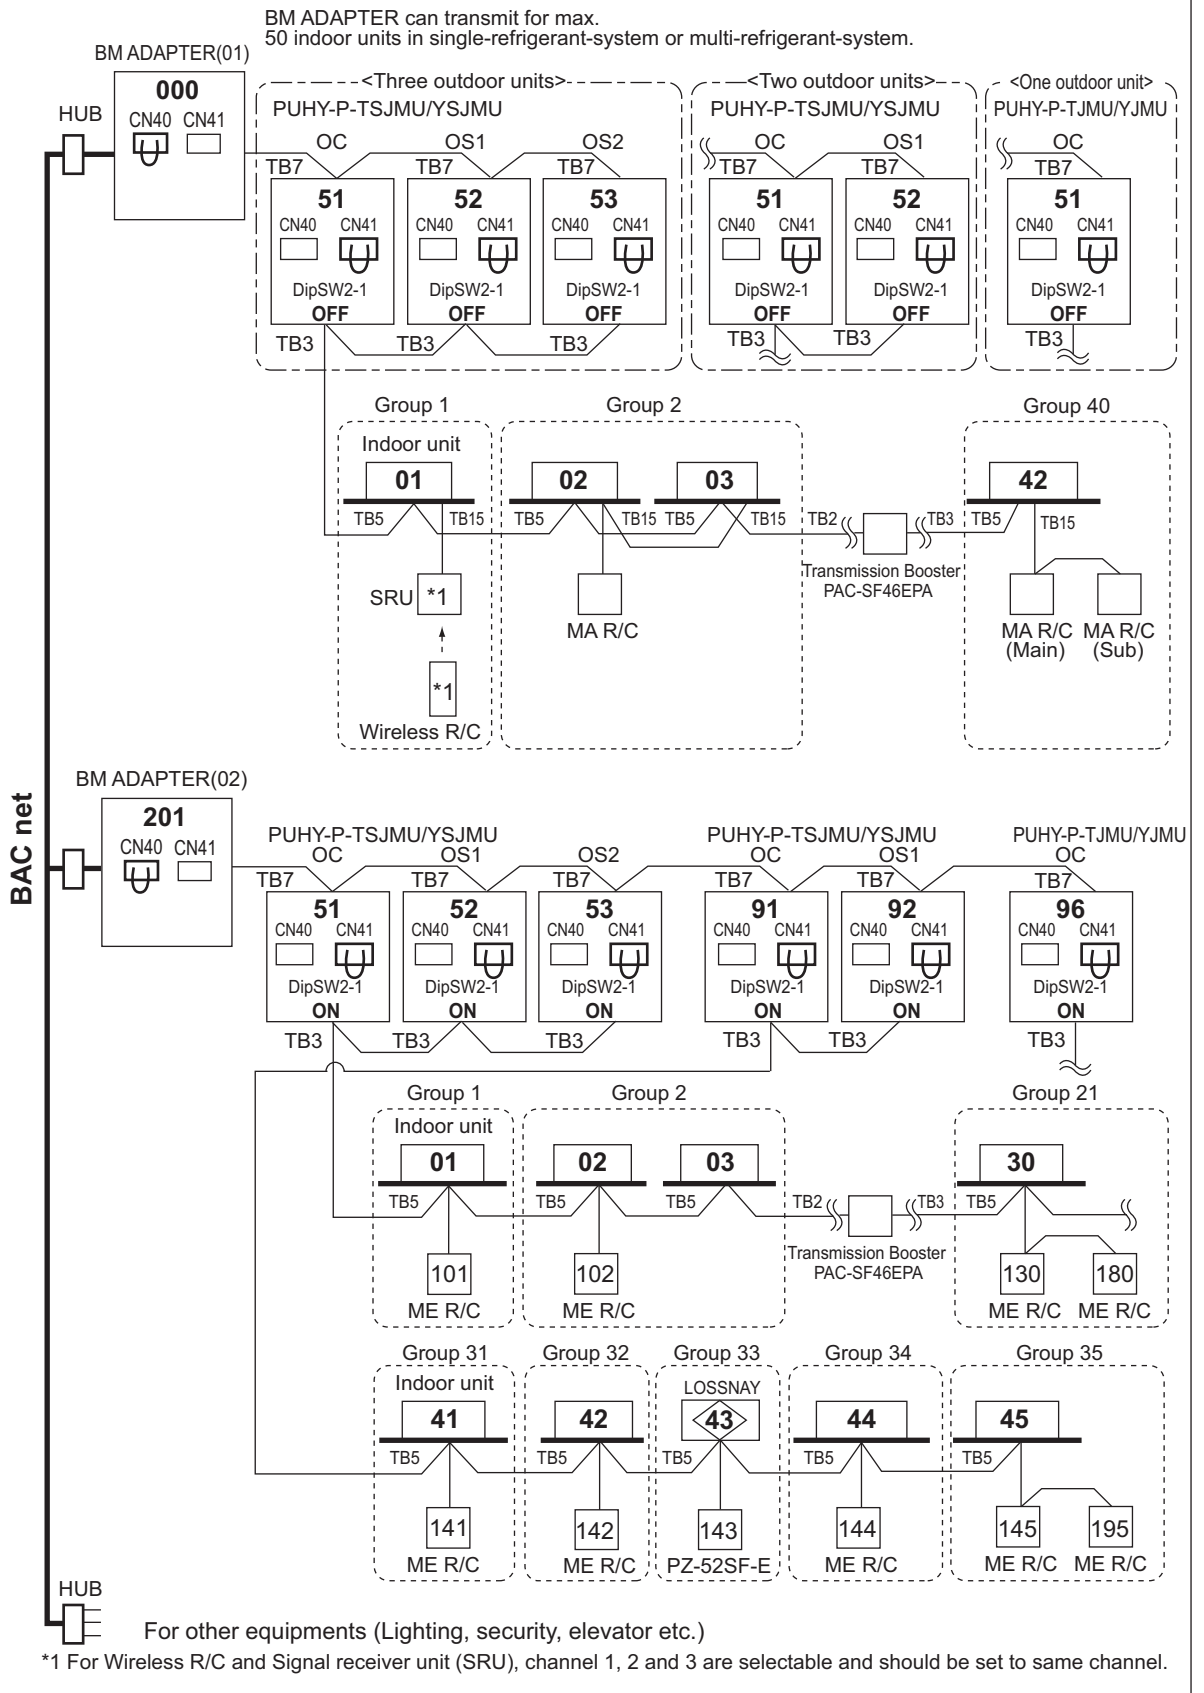 BM ADAPTER can transmit for max.
50 indoor units in single-refrigerant-system or multi-refrigerant-system.
BM ADAPTER(01)
000
CN40 CN41
HUB
<Three outdoor units>
PUHY-P-TSJMU/YSJMU
<Two outdoor units>
PUHY-P-TSJMU/YSJMU
<One outdoor unit>
PUHY-P-TJMU/YJMU
OC OS1 OS2 OC OS1 OC
TB7 TB7 TB7 TB7 TB7 TB7
51 52 53 51 52 51
CN40 CN41 CN40 CN41 CN40 CN41 CN40 CN41 CN40 CN41 CN40 CN41
DipSW2-1 DipSW2-1 DipSW2-1 DipSW2-1 DipSW2-1 DipSW2-1
OFF OFF OFF OFF OFF OFF
TB3 TB3 TB3 TB3 TB3 TB3
Group 1 Group 2 Group 40
Indoor unit
01 02 03 42
TB5 TB15 TB5 TB15 TB5 TB15 TB2 TB3 TB5 TB15
Transmission Booster
PAC-SF46EPA
SRU *1
MA R/C
MA R/C
(Main)
MA R/C
(Sub)
*1
Wireless R/C
BAC net
BM ADAPTER(02)
201
CN40 CN41
PUHY-P-TSJMU/YSJMU PUHY-P-TSJMU/YSJMU PUHY-P-TJMU/YJMU
OC OS1 OS2 OC OS1 OC
TB7 TB7 TB7 TB7 TB7 TB7
51 52 53 91 92 96
CN40 CN41 CN40 CN41 CN40 CN41 CN40 CN41 CN40 CN41 CN40 CN41
DipSW2-1 DipSW2-1 DipSW2-1 DipSW2-1 DipSW2-1 DipSW2-1
ON ON ON ON ON ON
TB3 TB3 TB3 TB3 TB3 TB3
Group 1 Group 2 Group 21
Indoor unit
01 02 03 30
TB5 TB5 TB5 TB2 TB3 TB5
Transmission Booster
PAC-SF46EPA
101 102 130 180
ME R/C ME R/C ME R/C ME R/C
Group 31 Group 32 Group 33 Group 34 Group 35
Indoor unit LOSSNAY
41 42 43 44 45
TB5 TB5 TB5 TB5 TB5
141 142 143 144 145 195
ME R/C ME R/C PZ-52SF-E ME R/C ME R/C ME R/C
HUB
For other equipments (Lighting, security, elevator etc.)
*1 For Wireless R/C and Signal receiver unit (SRU), channel 1, 2 and 3 are selectable and should be set to same channel.